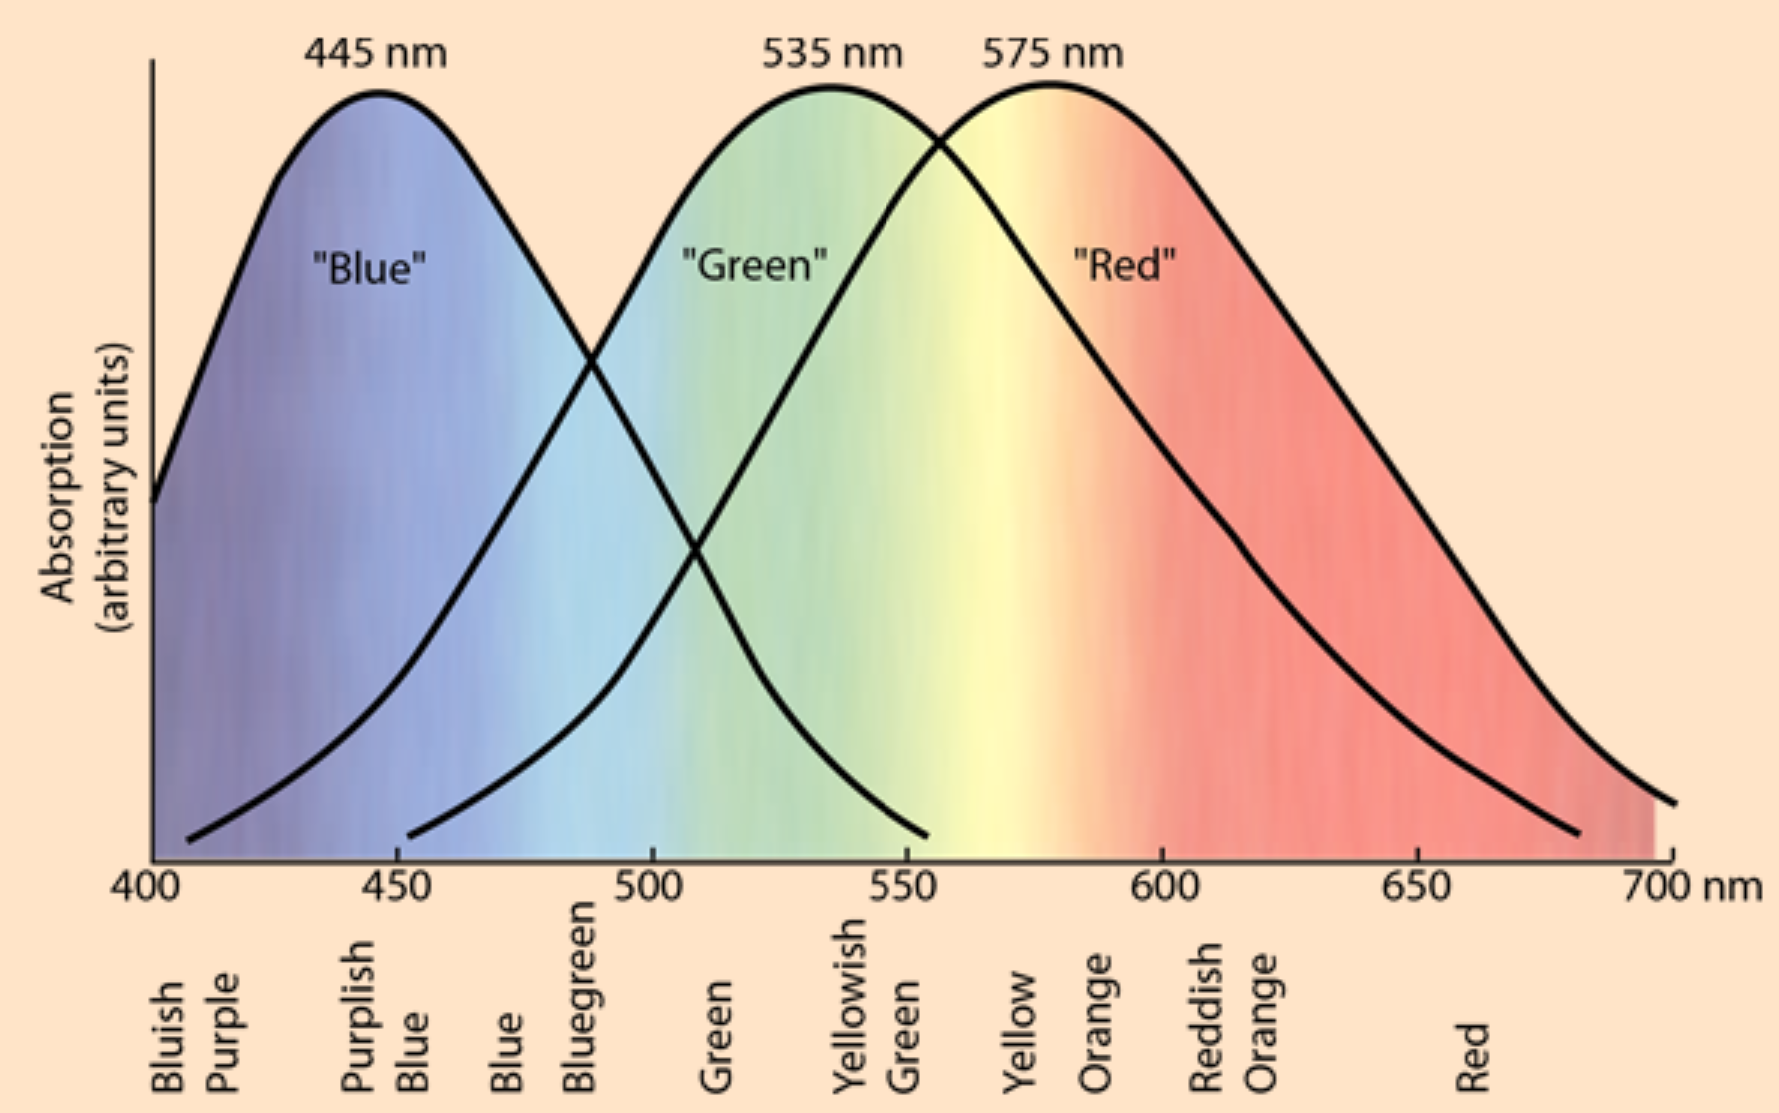 445 nm
535 nm
575 nm
"Blue"
"Green"
"Red"
Absorption
(arbitrary units)
400
450
500
550
600
650
700 nm
Bluish
Purple
Purplish
Blue
Blue
Bluegreen
Green
Yellowish
Green
Yellow
Orange
Reddish
Orange
Red